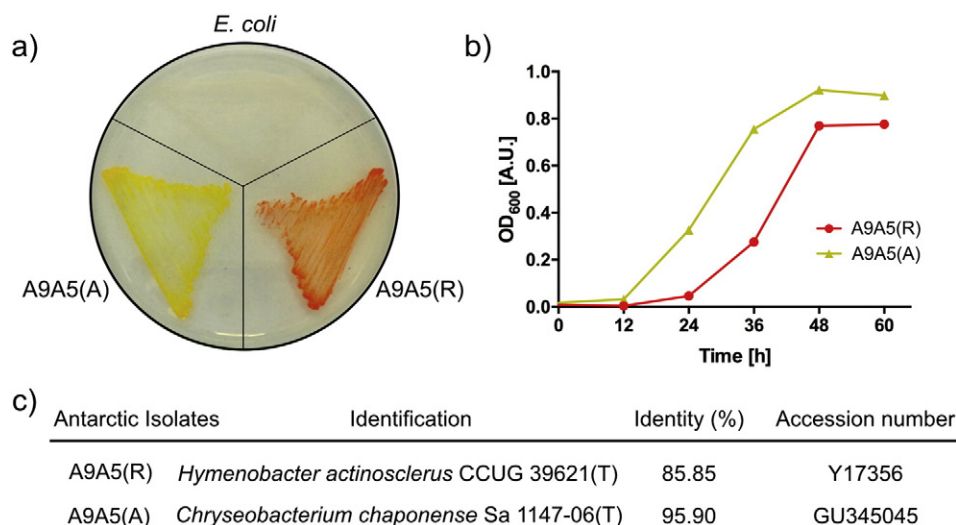 a)
E. coli
A9A5(A)
A9A5(R)
b)
OD600 [A.U.]
1.0
0.8
0.6
0.4
0.2
0.0
0 12 24 36 48 60
Time [h]
A9A5(R)
A9A5(A)
c)
Antarctic Isolates Identification Identity (%) Accession number
A9A5(R) Hymenobacter actinosclerus CCUG 39621(T) 85.85 Y17356
A9A5(A) Chryseobacterium chaponense Sa 1147-06(T) 95.90 GU345045